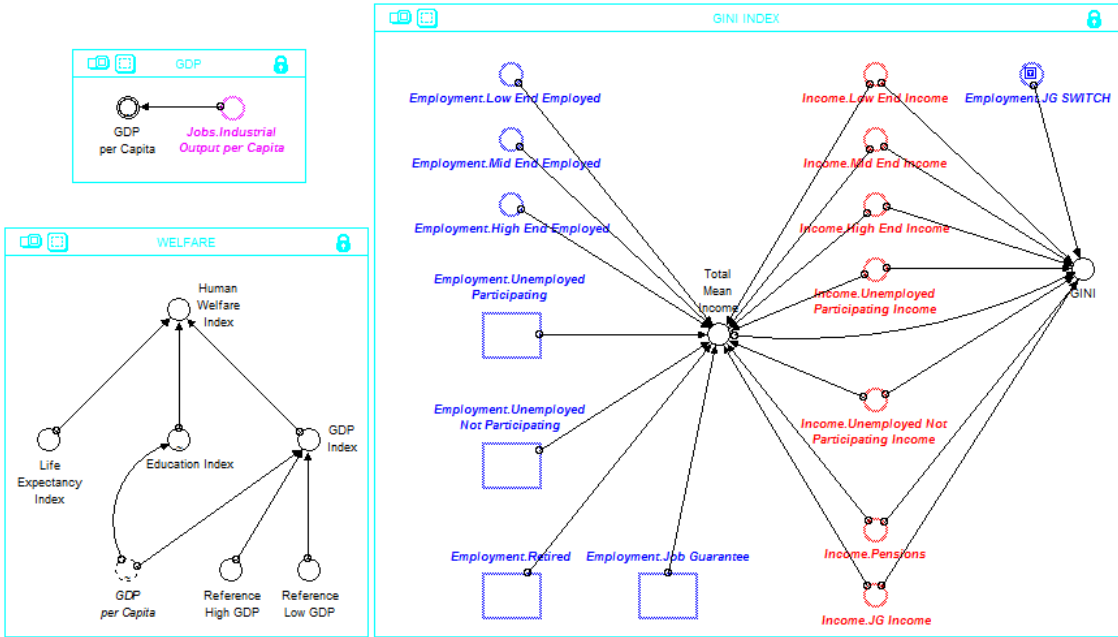 GDP
GDP
per Capita
Jobs.Industrial
Output per Capita
WELFARE
Human
Welfare
Index
Life
Expectancy
Index
Education Index
GDP
Index
GDP
per Capita
Reference
High GDP
Reference
Low GDP
GINI INDEX
Employment.Low End Employed
Income.Low End Income
Employment.JG SWITCH
Employment.Mid End Employed
Income.Mid End Income
Employment.High End Employed
Income.High End Income
Employment.Unemployed
Participating
Total
Mean
Income
Income.Unemployed
Participating Income
GINI
Employment.Unemployed
Not Participating
Income.Unemployed Not
Participating Income
Employment.Retired
Employment.Job Guarantee
Income.Pensions
Income.JG Income